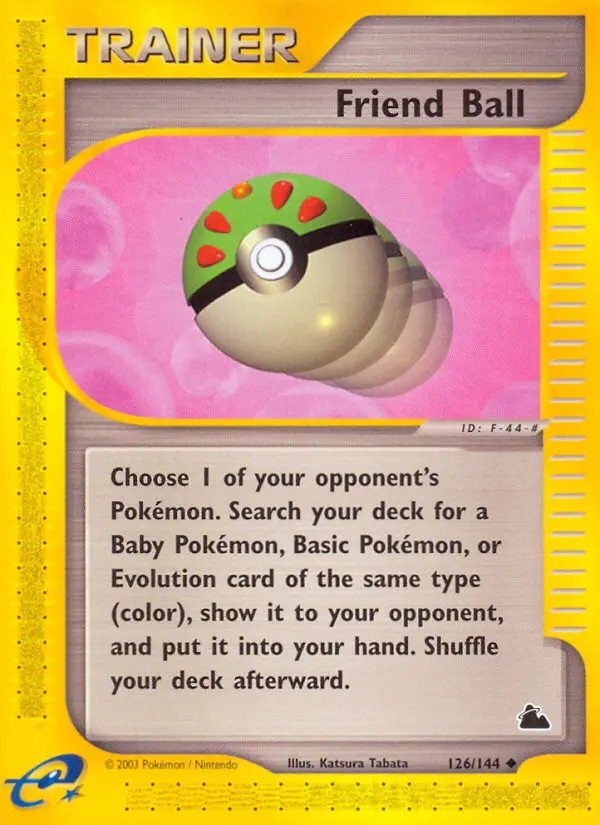 TRAINER
Friend Ball
ID: F-44-#
Choose 1 of your opponent's
Pokémon. Search your deck for a
Baby Pokémon, Basic Pokémon, or
Evolution card of the same type
(color), show it to your opponent,
and put it into your hand. Shuffle
your deck afterward.
© 2003 Pokémon / Nintendo
Illus. Katsura Tabata
126/144 ◆
e